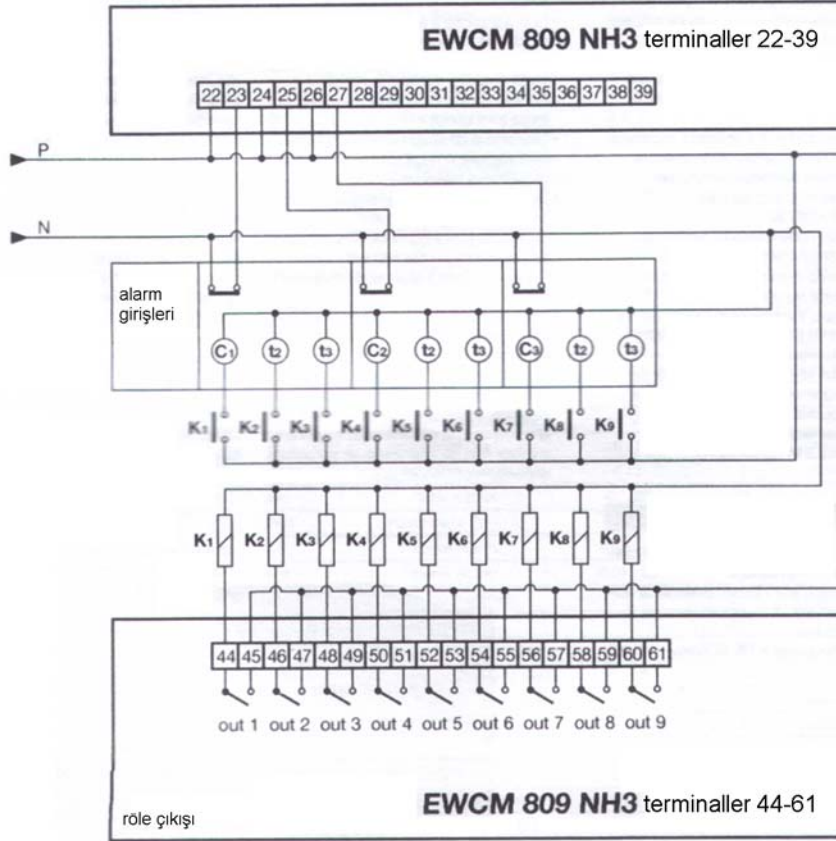 EWCM 809 NH3 terminaller 22-39
22 23 24 25 26 27 28 29 30 31 32 33 34 35 36 37 38 39
P
N
alarm
girişleri
C1 t2 t3 C2 t2 t3 C3 t2 t3
K1 K2 K3 K4 K5 K6 K7 K8 K9
K1 K2 K3 K4 K5 K6 K7 K8 K9
44 45 46 47 48 49 50 51 52 53 54 55 56 57 58 59 60 61
out 1 out 2 out 3 out 4 out 5 out 6 out 7 out 8 out 9
EWCM 809 NH3 terminaller 44-61
röle çıkışı